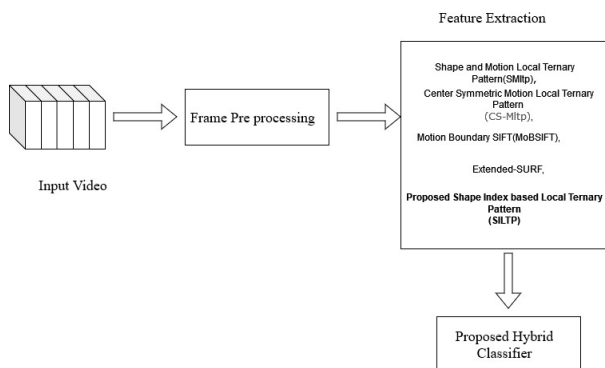 Feature Extraction
Shape and Motion Local Ternary
Pattern(SMltp),
Center Symmetric Motion Local Ternary
Pattern
(CS-Mltp),
Motion Boundary SIFT(MoBSIFT),
Extended-SURF,
Proposed Shape Index based Local Ternary
Pattern
(SILTP)
Frame Pre processing
Input Video
Proposed Hybrid
Classifier